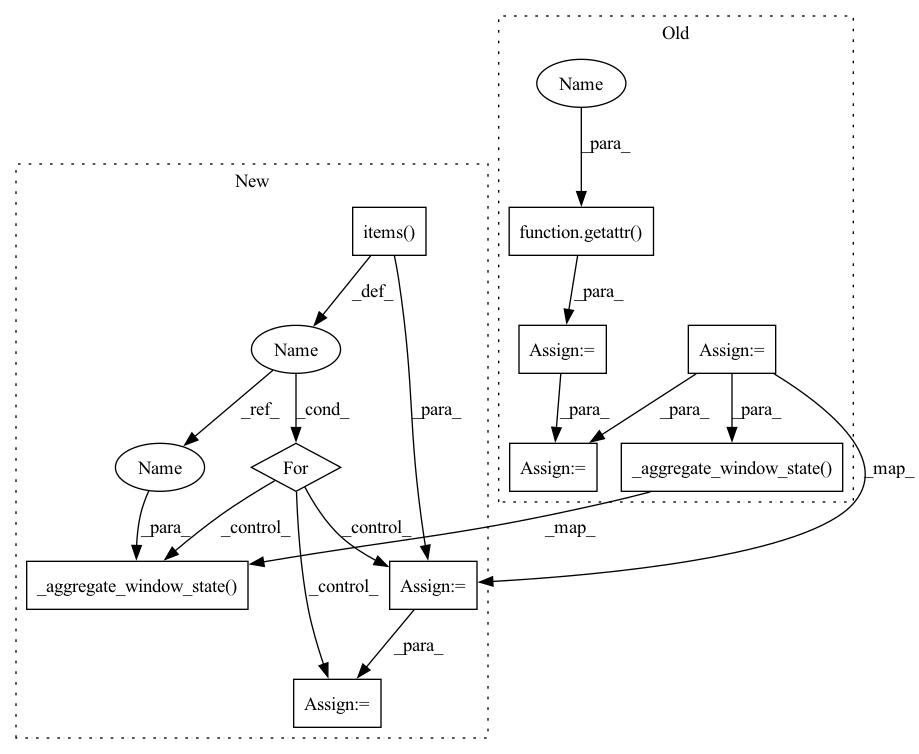 Old
Name
_para_
New
items()
function.getattr()
_def_
_para_
Name
Assign:=
Assign:=
_ref_
_cond_
_para_
_para_
_para_
_para_
_map_
Name
For
Assign:=
_aggregate_window_state()
_para_
_control_
_control_
_map_
_aggregate_window_state()
_control_
Assign:=
_para_
Assign:=